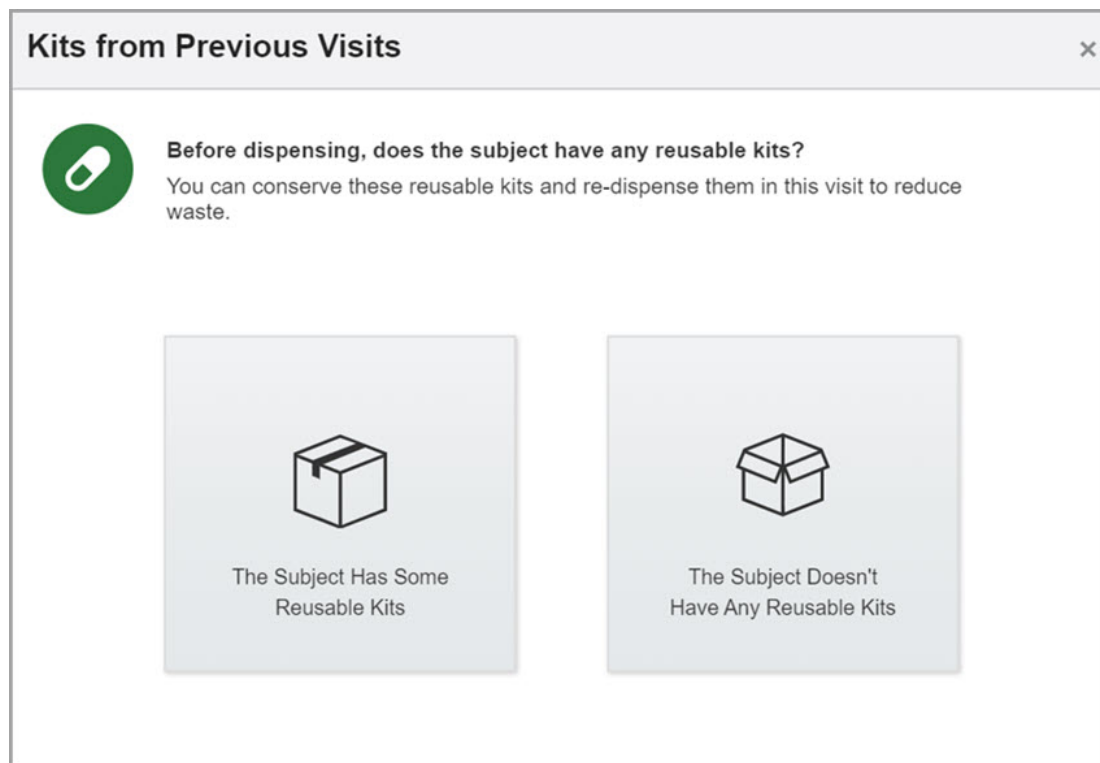 Kits from Previous Visits
×
Before dispensing, does the subject have any reusable kits?
You can conserve these reusable kits and re-dispense them in this visit to reduce
waste.
The Subject Has Some
Reusable Kits
The Subject Doesn't
Have Any Reusable Kits